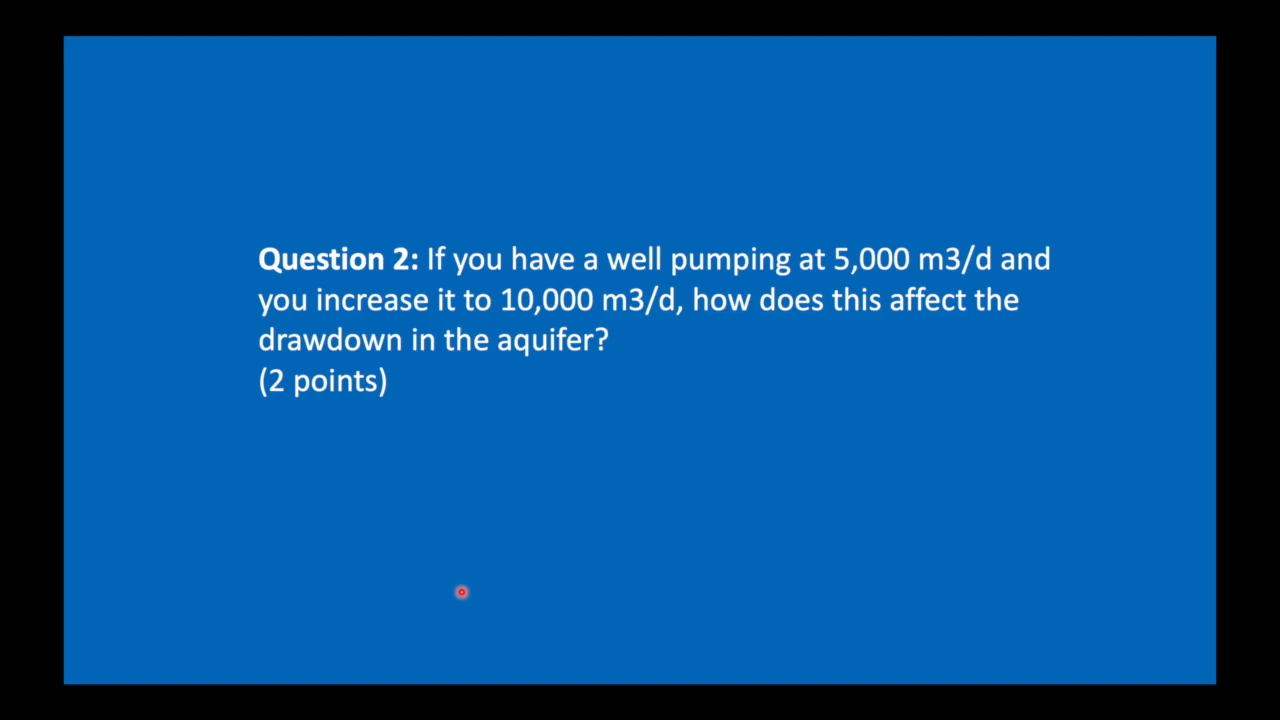 Question 2: If you have a well pumping at 5,000 m3/d and
you increase it to 10,000 m3/d, how does this affect the
drawdown in the aquifer?
(2 points)